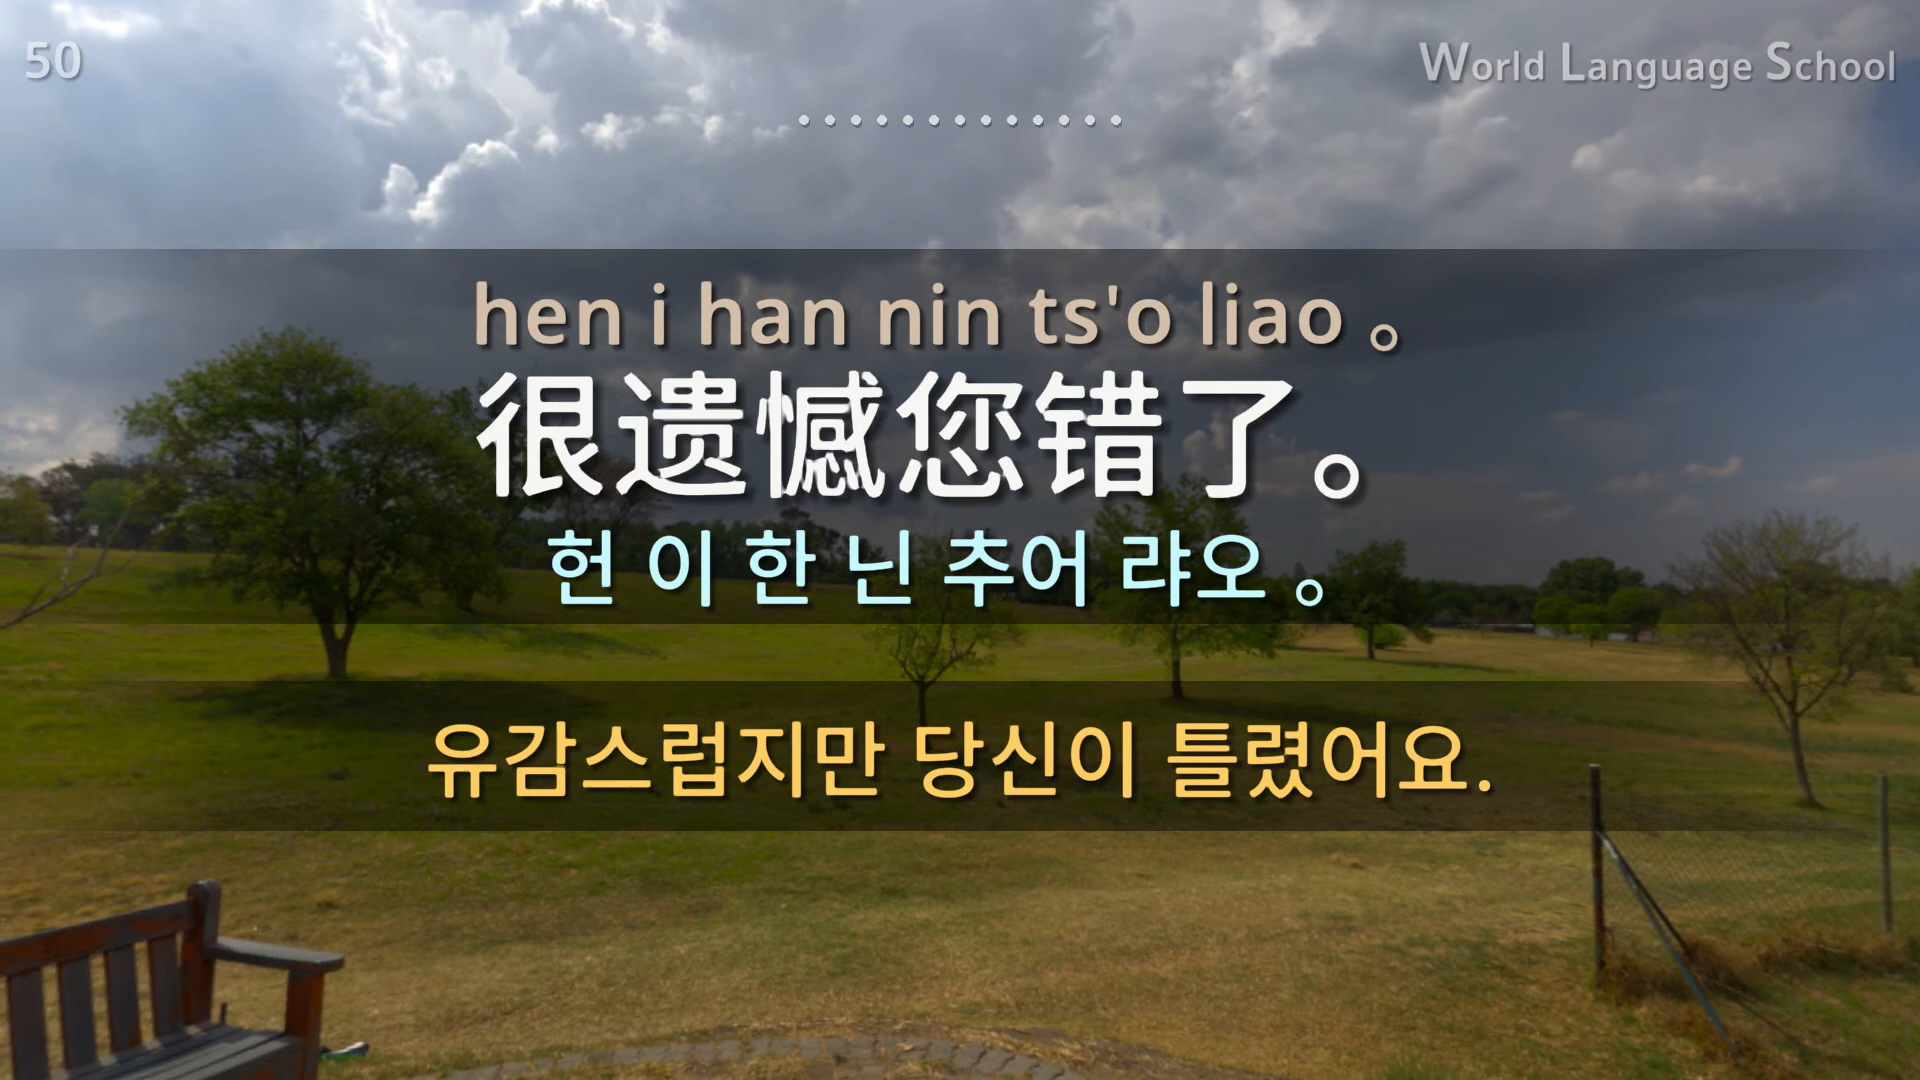 50
World Language School
hen i han nin ts'o liao 。
很遗憾您错了。
헌 이 한 닌 추어 랴오 。
유감스럽지만 당신이 틀렸어요.